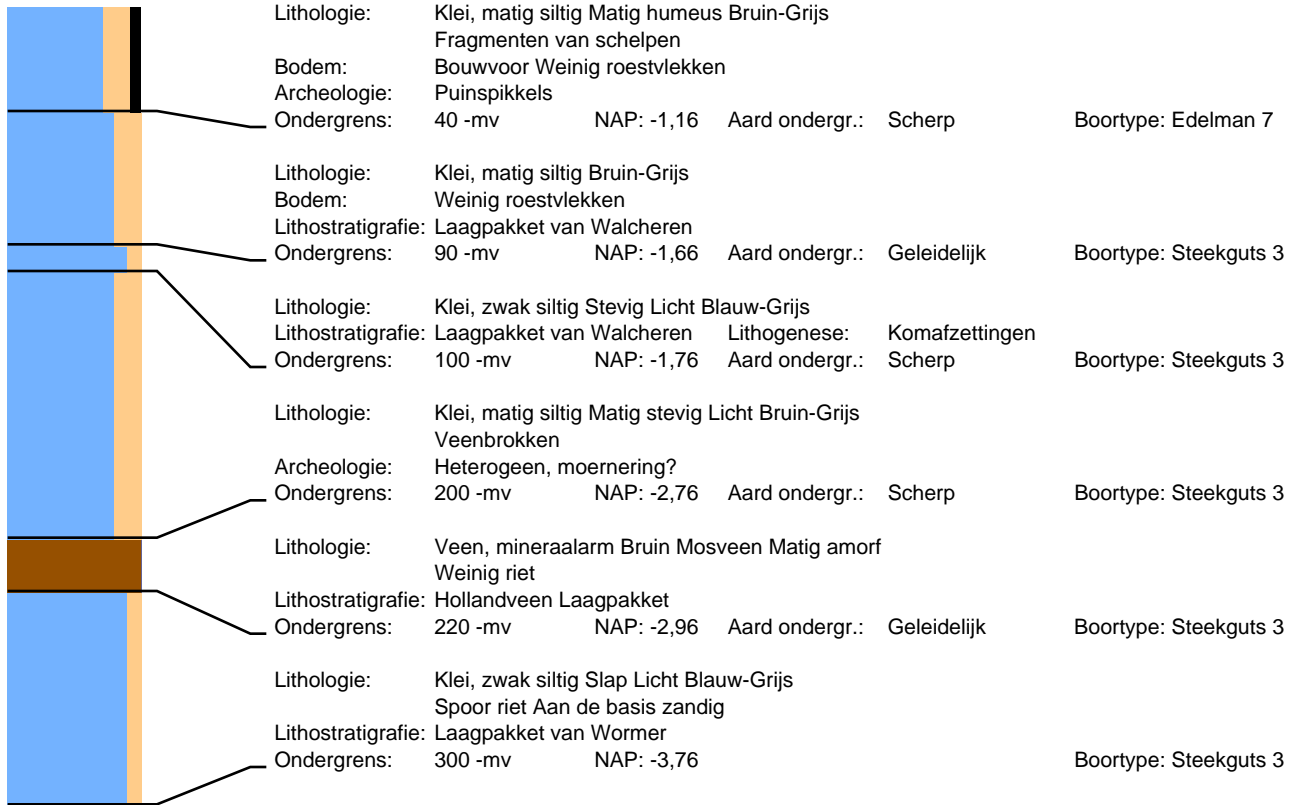 Lithologie: Klei, matig siltig Matig humeus Bruin-Grijs
Fragmenten van schelpen
Bodem: Bouwvoor Weinig roestvlekken
Archeologie: Puinspikkels
Ondergrens: 40 -mv NAP: -1,16 Aard ondergr.: Scherp Boortype: Edelman 7
Lithologie: Klei, matig siltig Bruin-Grijs
Bodem: Weinig roestvlekken
Lithostratigrafie: Laagpakket van Walcheren
Ondergrens: 90 -mv NAP: -1,66 Aard ondergr.: Geleidelijk Boortype: Steekguts 3
Lithologie: Klei, zwak siltig Stevig Licht Blauw-Grijs
Lithostratigrafie: Laagpakket van Walcheren Lithogenese: Komafzettingen
Ondergrens: 100 -mv NAP: -1,76 Aard ondergr.: Scherp Boortype: Steekguts 3
Lithologie: Klei, matig siltig Matig stevig Licht Bruin-Grijs
Veenbrokken
Archeologie: Heterogeen, moernering?
Ondergrens: 200 -mv NAP: -2,76 Aard ondergr.: Scherp Boortype: Steekguts 3
Lithologie: Veen, mineraalarm Bruin Mosveen Matig amorf
Weinig riet
Lithostratigrafie: Hollandveen Laagpakket
Ondergrens: 220 -mv NAP: -2,96 Aard ondergr.: Geleidelijk Boortype: Steekguts 3
Lithologie: Klei, zwak siltig Slap Licht Blauw-Grijs
Spoor riet Aan de basis zandig
Lithostratigrafie: Laagpakket van Wormer
Ondergrens: 300 -mv NAP: -3,76 Boortype: Steekguts 3